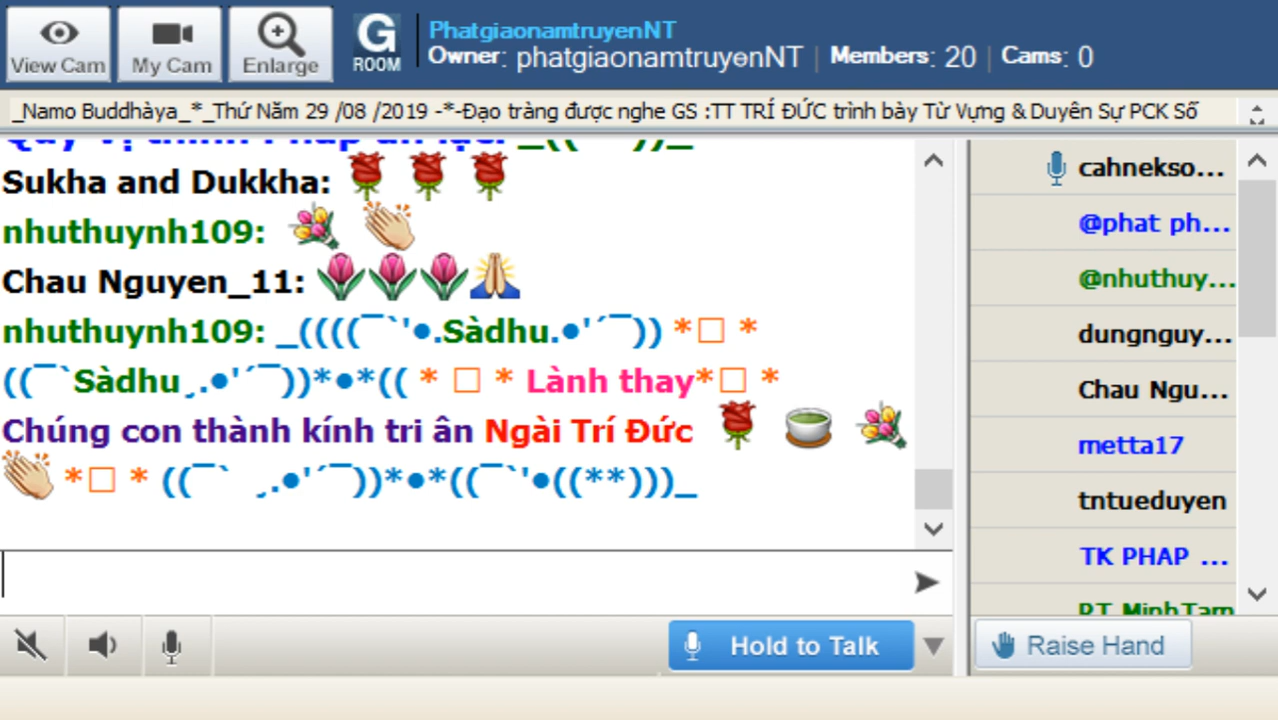 View Cam
My Cam
Enlarge
G
ROOM
PhatgiaonamtruyenNT
Owner: phatgiaonamtruyenNT | Members: 20 | Cams: 0
_Namo Buddhàya_*_Thứ Năm 29 /08 /2019 -*-Đạo tràng được nghe GS :TT TRÍ ĐỨC trình bày Từ Vựng & Duyên Sự PCK Số
Sukha and Dukkha:
nhuthuynh109:
Chau Nguyen_11:
nhuthuynh109: _((((¯`'●.Sàdhu.●'´¯)) *☐ *
((¯`Sàdhu¸.●'´¯))*●*(( * ☐ * Lành thay*☐ *
Chúng con thành kính tri ân Ngài Trí Đức
*☐ * ((¯` ¸.●'´¯))*●*((¯`'●((**)))_
Hold to Talk
cahnekso...
@phat ph...
@nhuthuy...
dungnguy...
Chau Ngu...
metta17
tntueduyen
TK PHAP ...
PT MinhTam
Raise Hand